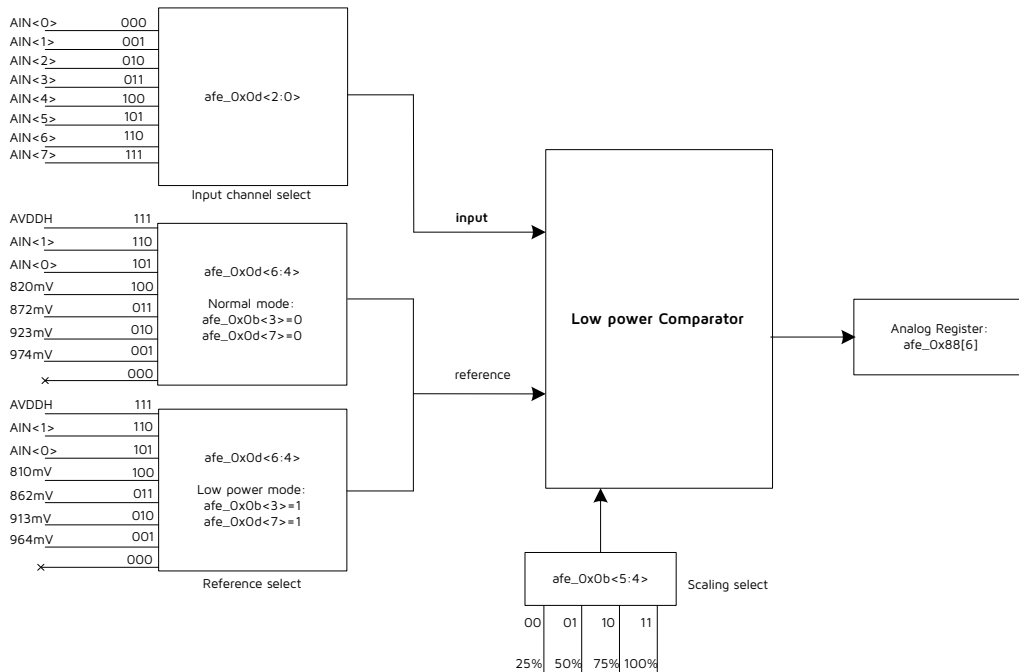 AIN<0> 000
AIN<1> 001
AIN<2> 010
AIN<3> 011
AIN<4> 100
AIN<5> 101
AIN<6> 110
AIN<7> 111
afe_0x0d<2:0>
Input channel select
AVDDH 111
AIN<1> 110
AIN<0> 101
820mV 100
872mV 011
923mV 010
974mV 001
000
afe_0x0d<6:4>
Normal mode:
afe_0x0b<3>=0
afe_0x0d<7>=0
AVDDH 111
AIN<1> 110
AIN<0> 101
810mV 100
862mV 011
913mV 010
964mV 001
000
afe_0x0d<6:4>
Low power mode:
afe_0x0b<3>=1
afe_0x0d<7>=1
Reference select
input
reference
Low power Comparator
Analog Register:
afe_0x88[6]
afe_0x0b<5:4>
Scaling select
00 01 10 11
25% 50% 75% 100%